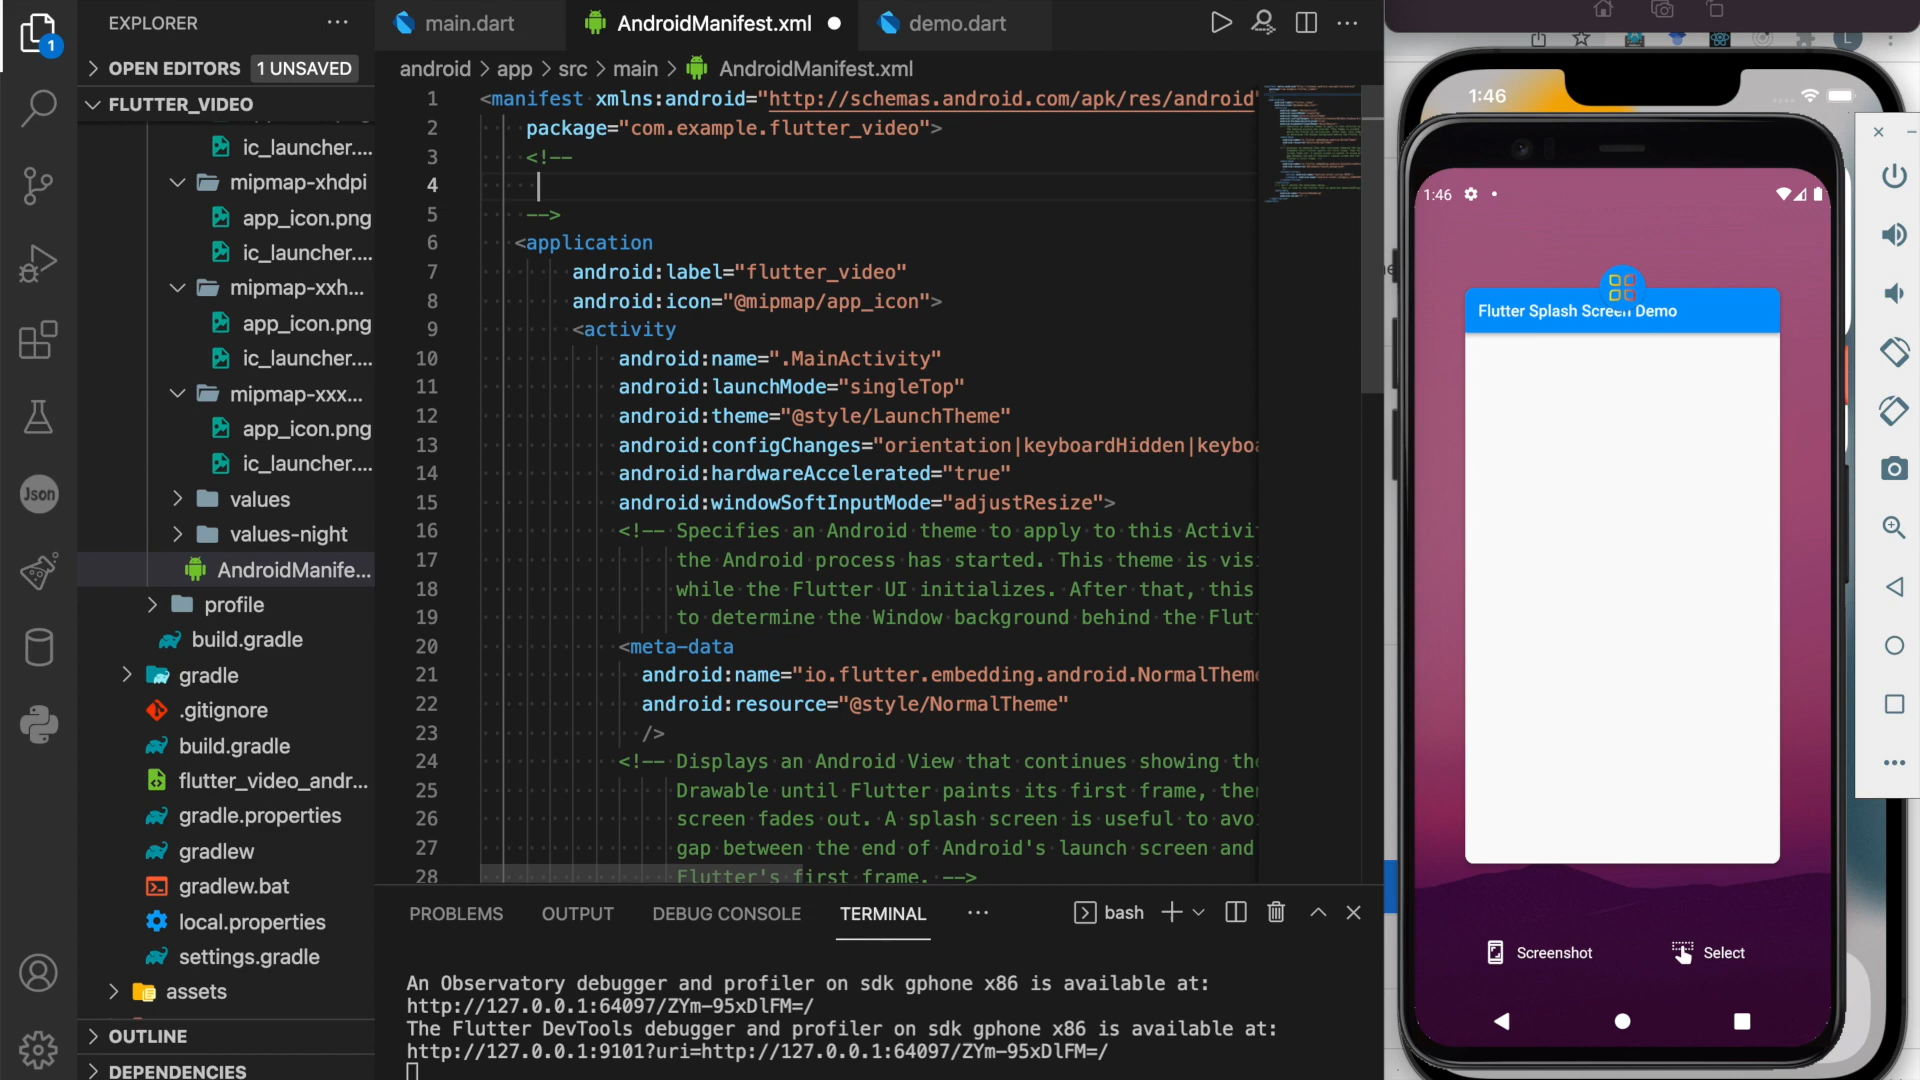 EXPLORER
OPEN EDITORS 1 UNSAVED
FLUTTER_VIDEO
ic_launcher....
mipmap-xhdpi
app_icon.png
ic_launcher....
mipmap-xxh...
app_icon.png
ic_launcher....
mipmap-xxx...
app_icon.png
ic_launcher....
values
values-night
AndroidManife...
profile
build.gradle
gradle
.gitignore
build.gradle
flutter_video_andr...
gradle.properties
gradlew
gradlew.bat
local.properties
settings.gradle
assets
OUTLINE
DEPENDENCIES
1
Json
main.dart
AndroidManifest.xml
demo.dart
android > app > src > main > AndroidManifest.xml
1 <manifest xmlns:android="http://schemas.android.com/apk/res/android"
2 package="com.example.flutter_video">
3 <!--
4
5 -->
6 <application
7 android:label="flutter_video"
8 android:icon="@mipmap/app_icon">
9 <activity
10 android:name=".MainActivity"
11 android:launchMode="singleTop"
12 android:theme="@style/LaunchTheme"
13 android:configChanges="orientation|keyboardHidden|keyboa
14 android:hardwareAccelerated="true"
15 android:windowSoftInputMode="adjustResize">
16 <!-- Specifies an Android theme to apply to this Activi
17 the Android process has started. This theme is vis
18 while the Flutter UI initializes. After that, this
19 to determine the Window background behind the Flut
20 <meta-data
21 android:name="io.flutter.embedding.android.NormalTheme
22 android:resource="@style/NormalTheme"
23 />
24 <!-- Displays an Android View that continues showing the
25 Drawable until Flutter paints its first frame, the
26 screen fades out. A splash screen is useful to avo
27 gap between the end of Android's launch screen and
28 Flutter's first frame. -->
PROBLEMS OUTPUT DEBUG CONSOLE TERMINAL
bash
An Observatory debugger and profiler on sdk gphone x86 is available at:
http://127.0.0.1:64097/ZYm-95xDlFM=/
The Flutter DevTools debugger and profiler on sdk gphone x86 is available at:
http://127.0.0.1:9101?uri=http://127.0.0.1:64097/ZYm-95xDlFM=/
L
1:46
1:46
Flutter Splash Screen Demo
Screenshot
Select